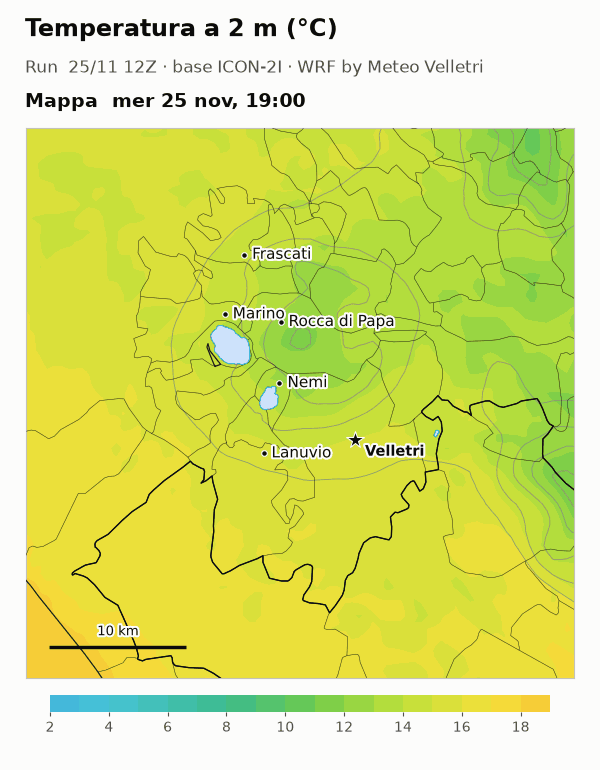 Temperatura a 2 m (°C)
Run  25/11 12Z · base ICON-2I · WRF by Meteo Velletri
Mappa  mer 25 nov, 19:00
Frascati
Marino
Rocca di Papa
Nemi
Velletri
Lanuvio
10 km
2 4 6 8 10 12 14 16 18